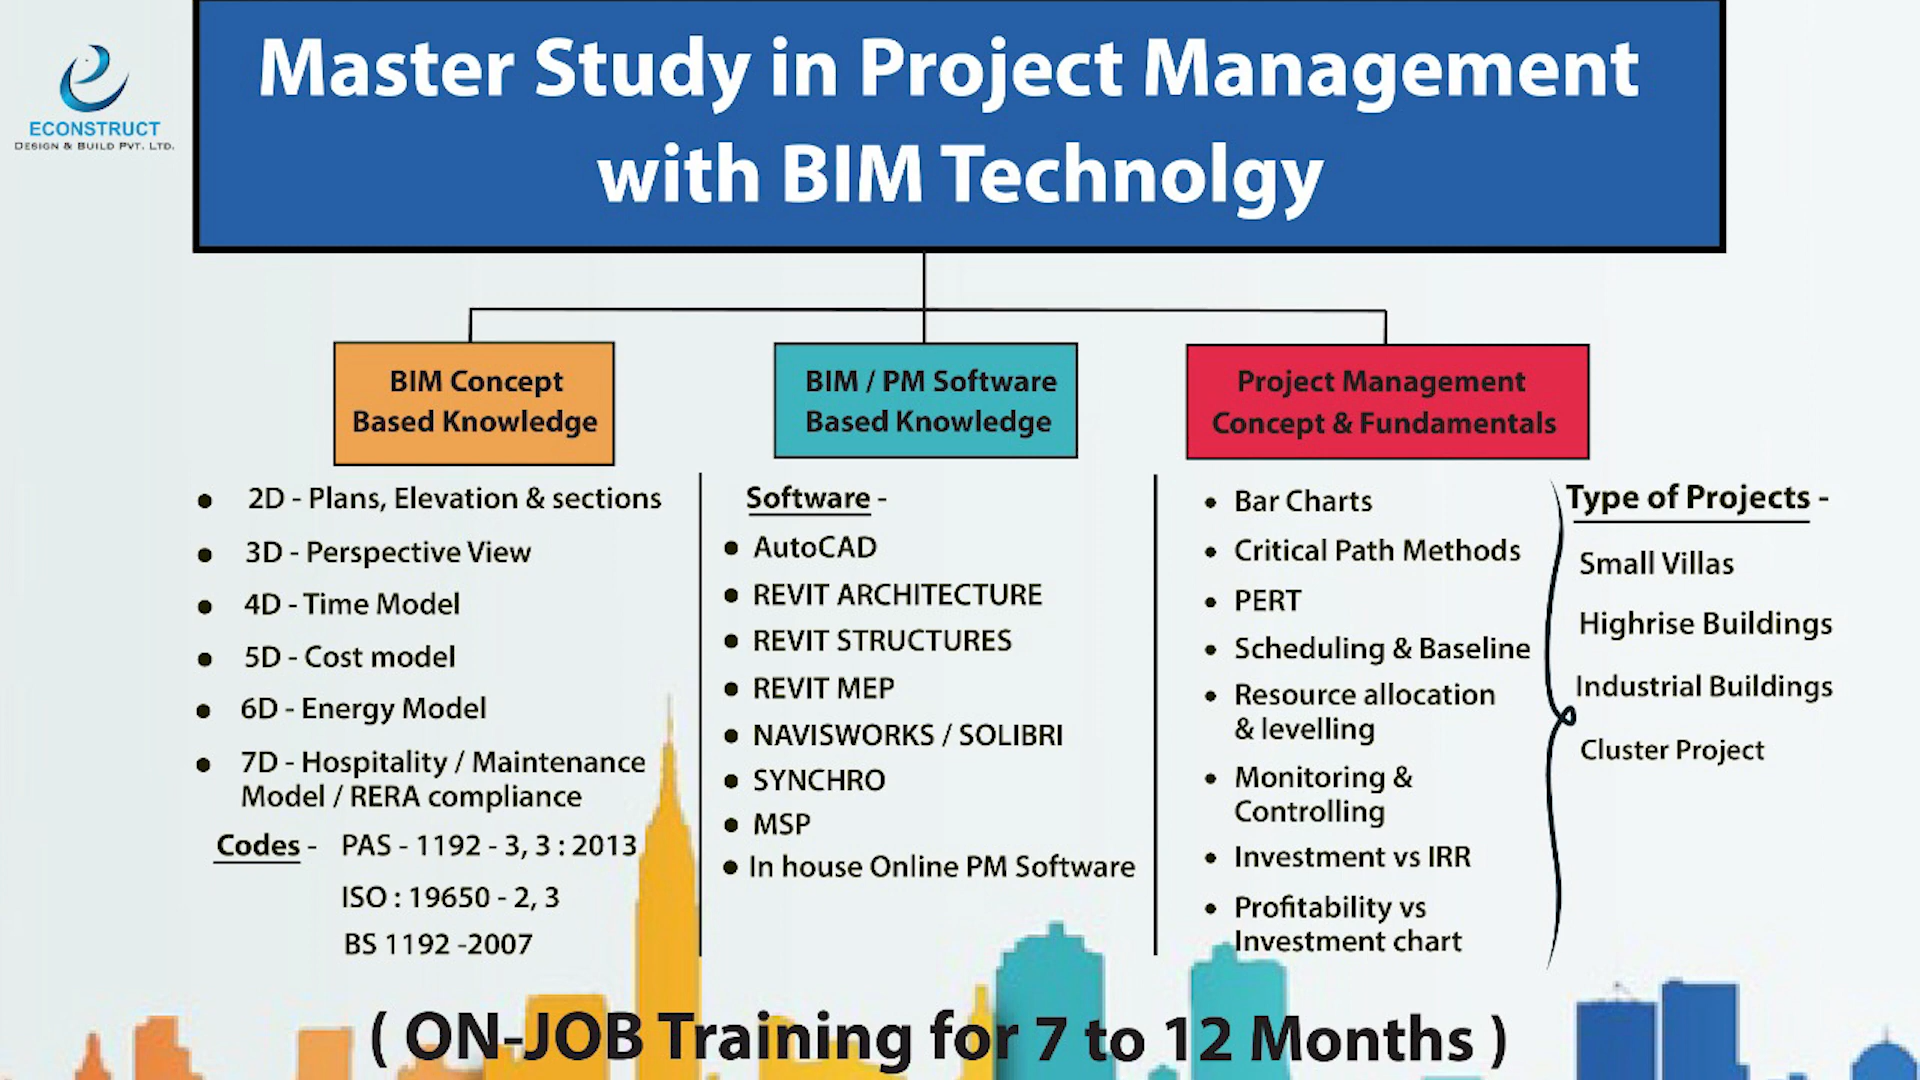 ECONSTRUCT
DESIGN & BUILD PVT. LTD.
Master Study in Project Management
with BIM Technolgy
BIM Concept
Based Knowledge
2D - Plans, Elevation & sections
3D - Perspective View
4D - Time Model
5D - Cost model
6D - Energy Model
7D - Hospitality / Maintenance
Model / RERA compliance
Codes - PAS - 1192 - 3, 3 : 2013
ISO : 19650 - 2, 3
BS 1192 -2007
BIM / PM Software
Based Knowledge
Software -
AutoCAD
REVIT ARCHITECTURE
REVIT STRUCTURES
REVIT MEP
NAVISWORKS / SOLIBRI
SYNCHRO
MSP
In house Online PM Software
Project Management
Concept & Fundamentals
Bar Charts
Critical Path Methods
PERT
Scheduling & Baseline
Resource allocation
& levelling
Monitoring &
Controlling
Investment vs IRR
Profitability vs
Investment chart
Type of Projects -
Small Villas
Highrise Buildings
Industrial Buildings
Cluster Project
( ON-JOB Training for 7 to 12 Months )